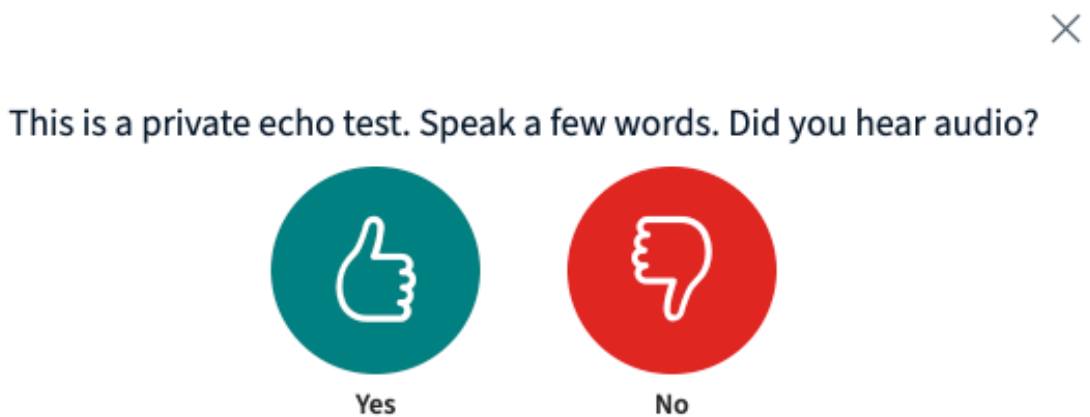 This is a private echo test. Speak a few words. Did you hear audio?
Yes
No